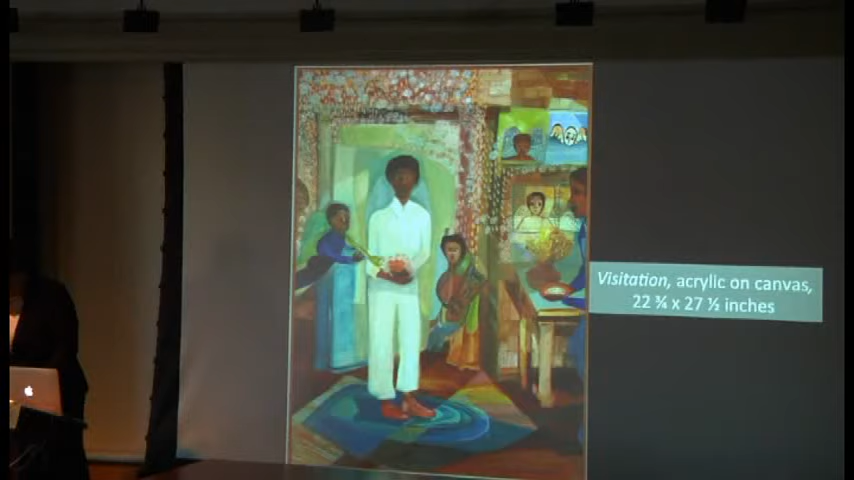 Visitation, acrylic on canvas,
22 ¾ x 27 ½ inches